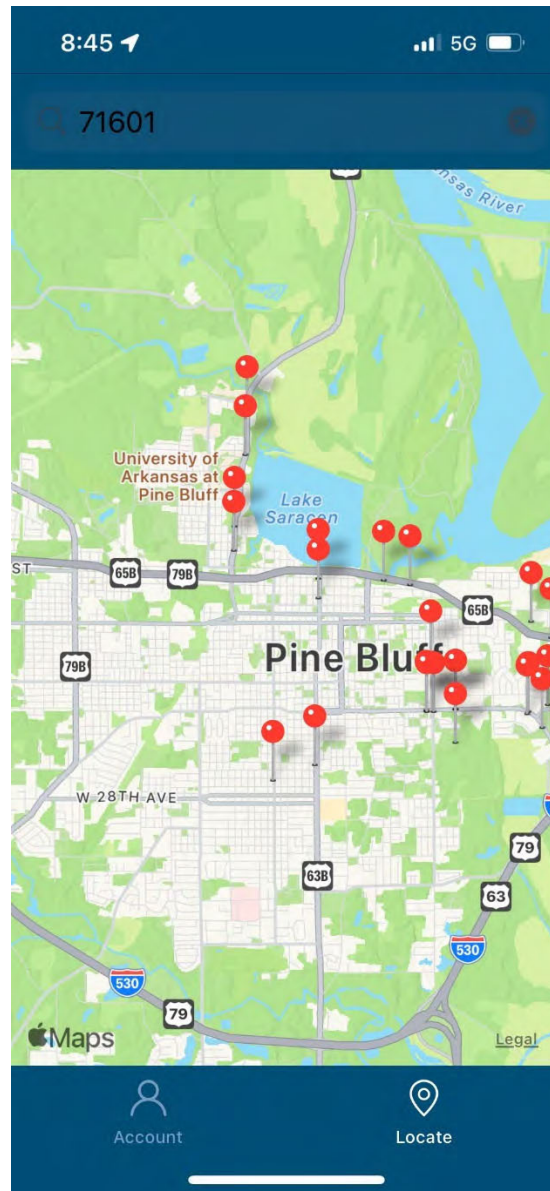 8:45
5G
71601
nsas River
University of
Arkansas at
Pine Bluff
Lake
Saracen
ST
65B
79B
65B
79B
Pine Bluff
W 28TH AVE
63B
79
63
530
530
79
Maps
Legal
Account
Locate